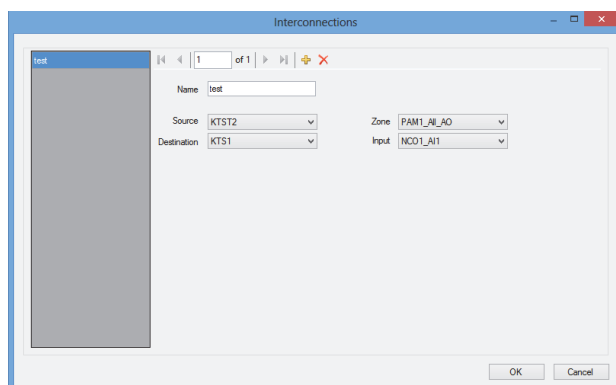 Interconnections
test
1 of 1
Name test
Source KTST2 Zone PAM1_All_AO
Destination KTS1 Input NCO1_AI1
OK Cancel